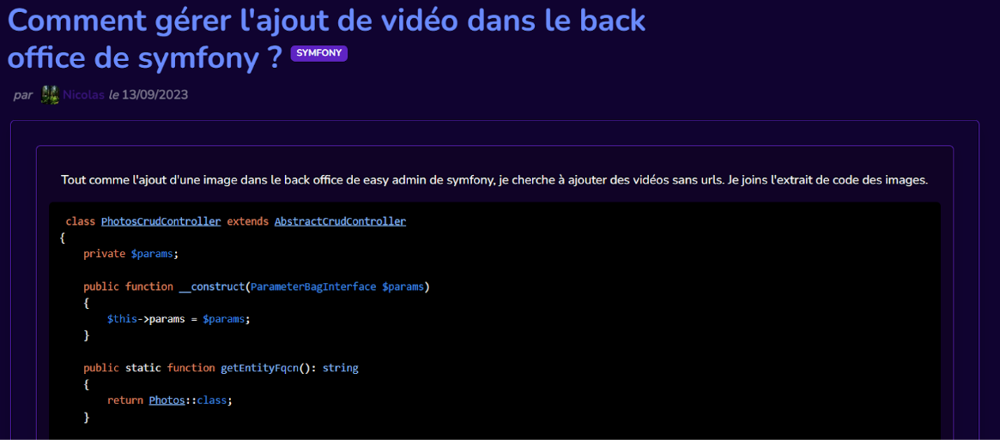 Comment gérer l'ajout de vidéo dans le back
office de symfony ? SYMFONY
par Nicolas le 13/09/2023
Tout comme l'ajout d'une image dans le back office de easy admin de symfony, je cherche à ajouter des vidéos sans urls. Je joins l'extrait de code des images.
class PhotosCrudController extends AbstractCrudController
{
    private $params;
    public function __construct(ParameterBagInterface $params)
    {
        $this->params = $params;
    }
    public static function getEntityFqcn(): string
    {
        return Photos::class;
    }